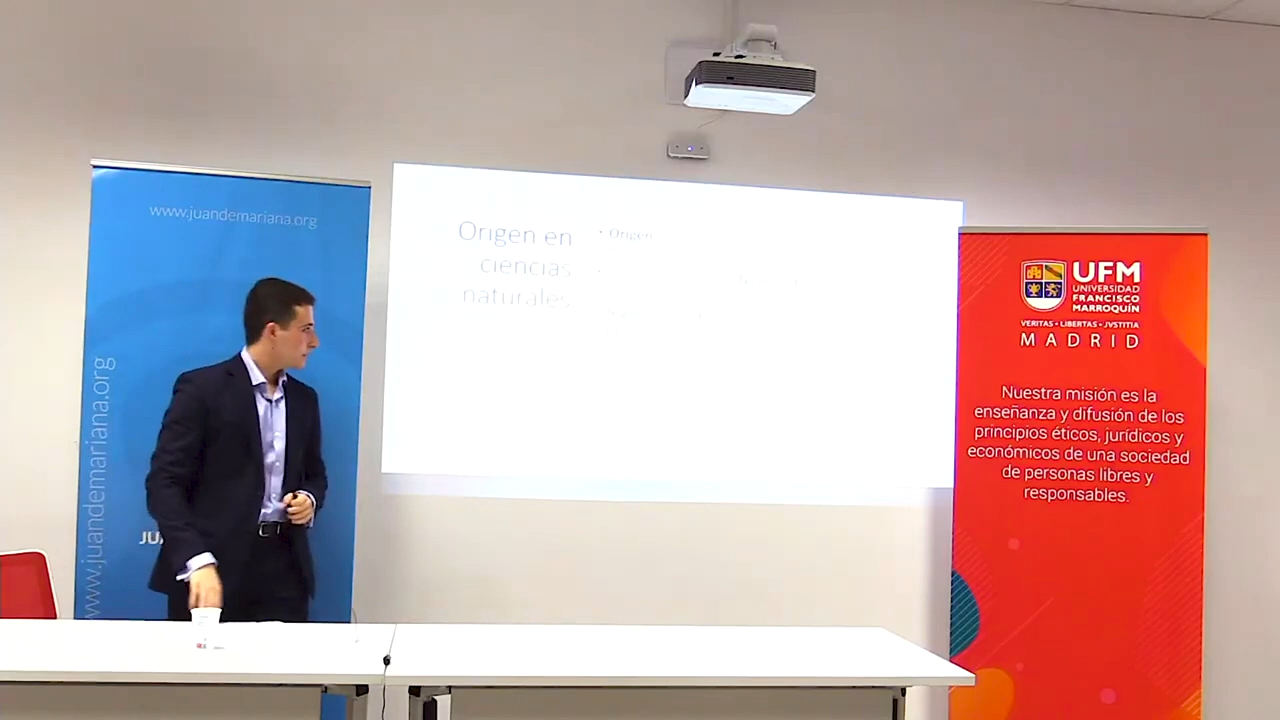 www.juandemariana.org
www.juandemariana.org
JU
Origen en
ciencias
naturales
• Origen
UFM
UNIVERSIDAD
FRANCISCO
MARROQUÍN
VERITAS • LIBERTAS • JVSTITIA
MADRID
Nuestra misión es la
enseñanza y difusión de los
principios éticos, jurídicos y
económicos de una sociedad
de personas libres y
responsables.